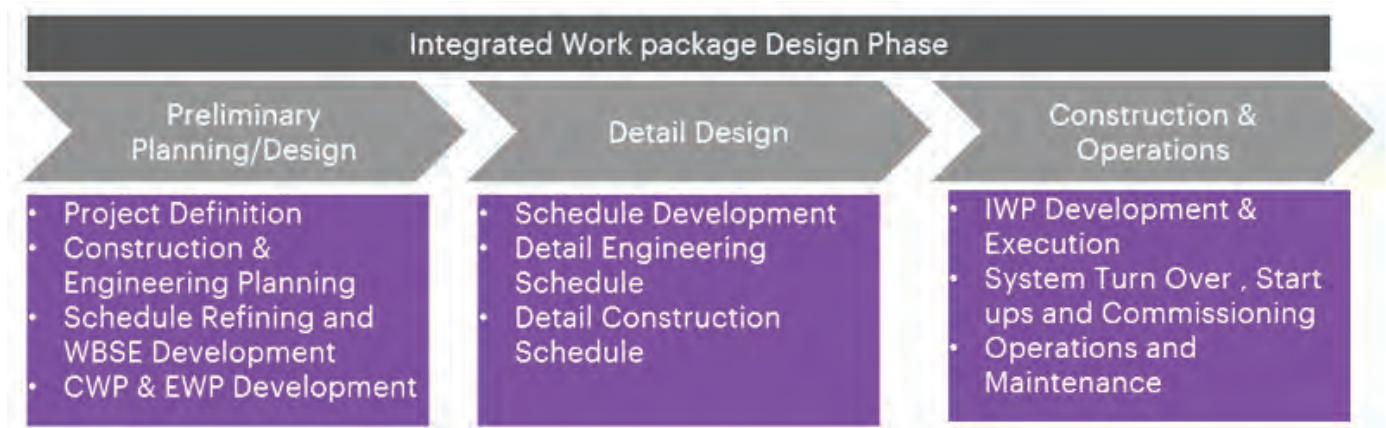 Integrated Work package Design Phase
Preliminary
Planning/Design
• Project Definition
• Construction &
Engineering Planning
• Schedule Refining and
WBSE Development
• CWP & EWP Development
Detail Design
• Schedule Development
• Detail Engineering
Schedule
• Detail Construction
Schedule
Construction &
Operations
• IWP Development &
Execution
• System Turn Over , Start
ups and Commissioning
• Operations and
Maintenance